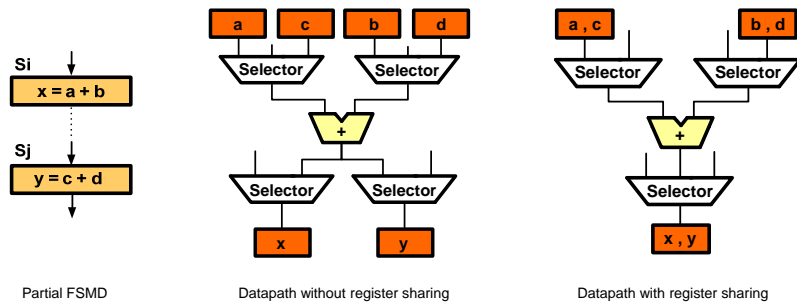 Si
x = a + b
Sj
y = c + d
Partial FSMD
a c b d
Selector Selector
+
Selector Selector
x y
Datapath without register sharing
a , c b, d
Selector Selector
+
Selector
x , y
Datapath with register sharing